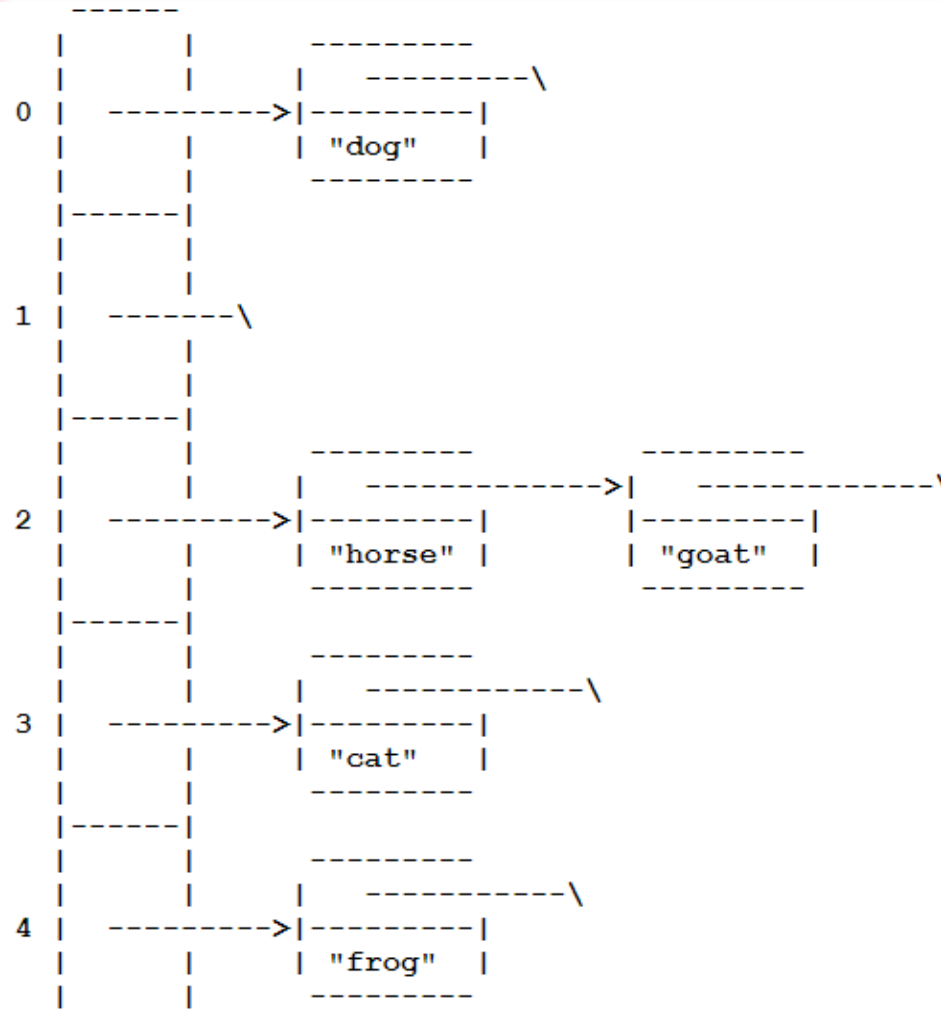 ------
|      |      ---------
|      |     |   ---------\
0 |  --------->|---------|
|      |     | "dog"   |
|      |      ---------
|------|
|      |
|      |
1 |  -------\
|      |
|      |
|------|
|      |      ---------         ---------
|      |     |   ------------->|   -------------\
2 |  --------->|---------|       |---------|
|      |     | "horse" |       | "goat"  |
|      |      ---------         ---------
|------|
|      |      ---------
|      |     |   ------------\
3 |  --------->|---------|
|      |     | "cat"   |
|      |      ---------
|------|
|      |      ---------
|      |     |   -----------\
4 |  --------->|---------|
|      |     | "frog"  |
|      |      ---------